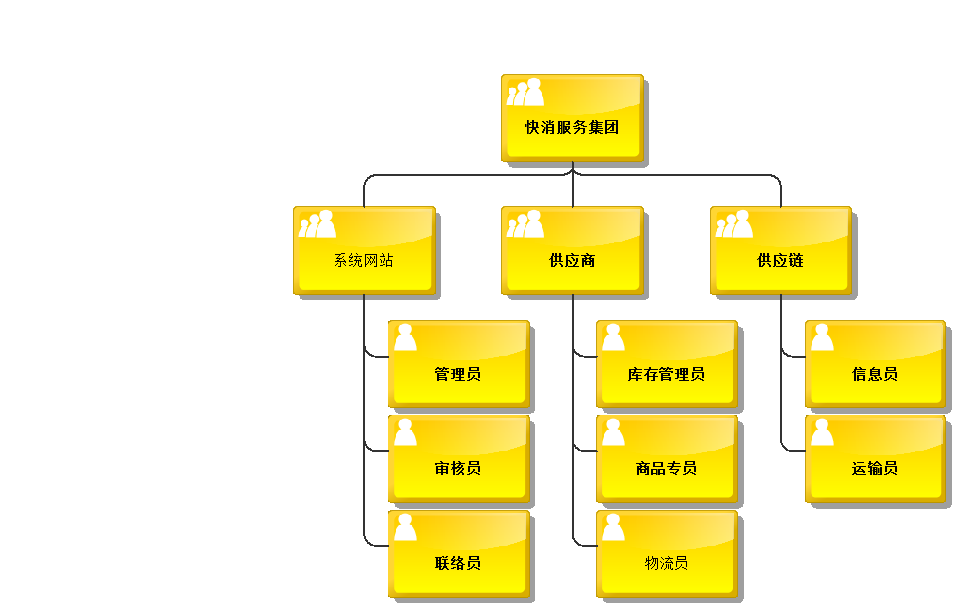 快消服务集团
系统网站
供应商
供应链
管理员
库存管理员
信息员
审核员
商品专员
运输员
联络员
物流员